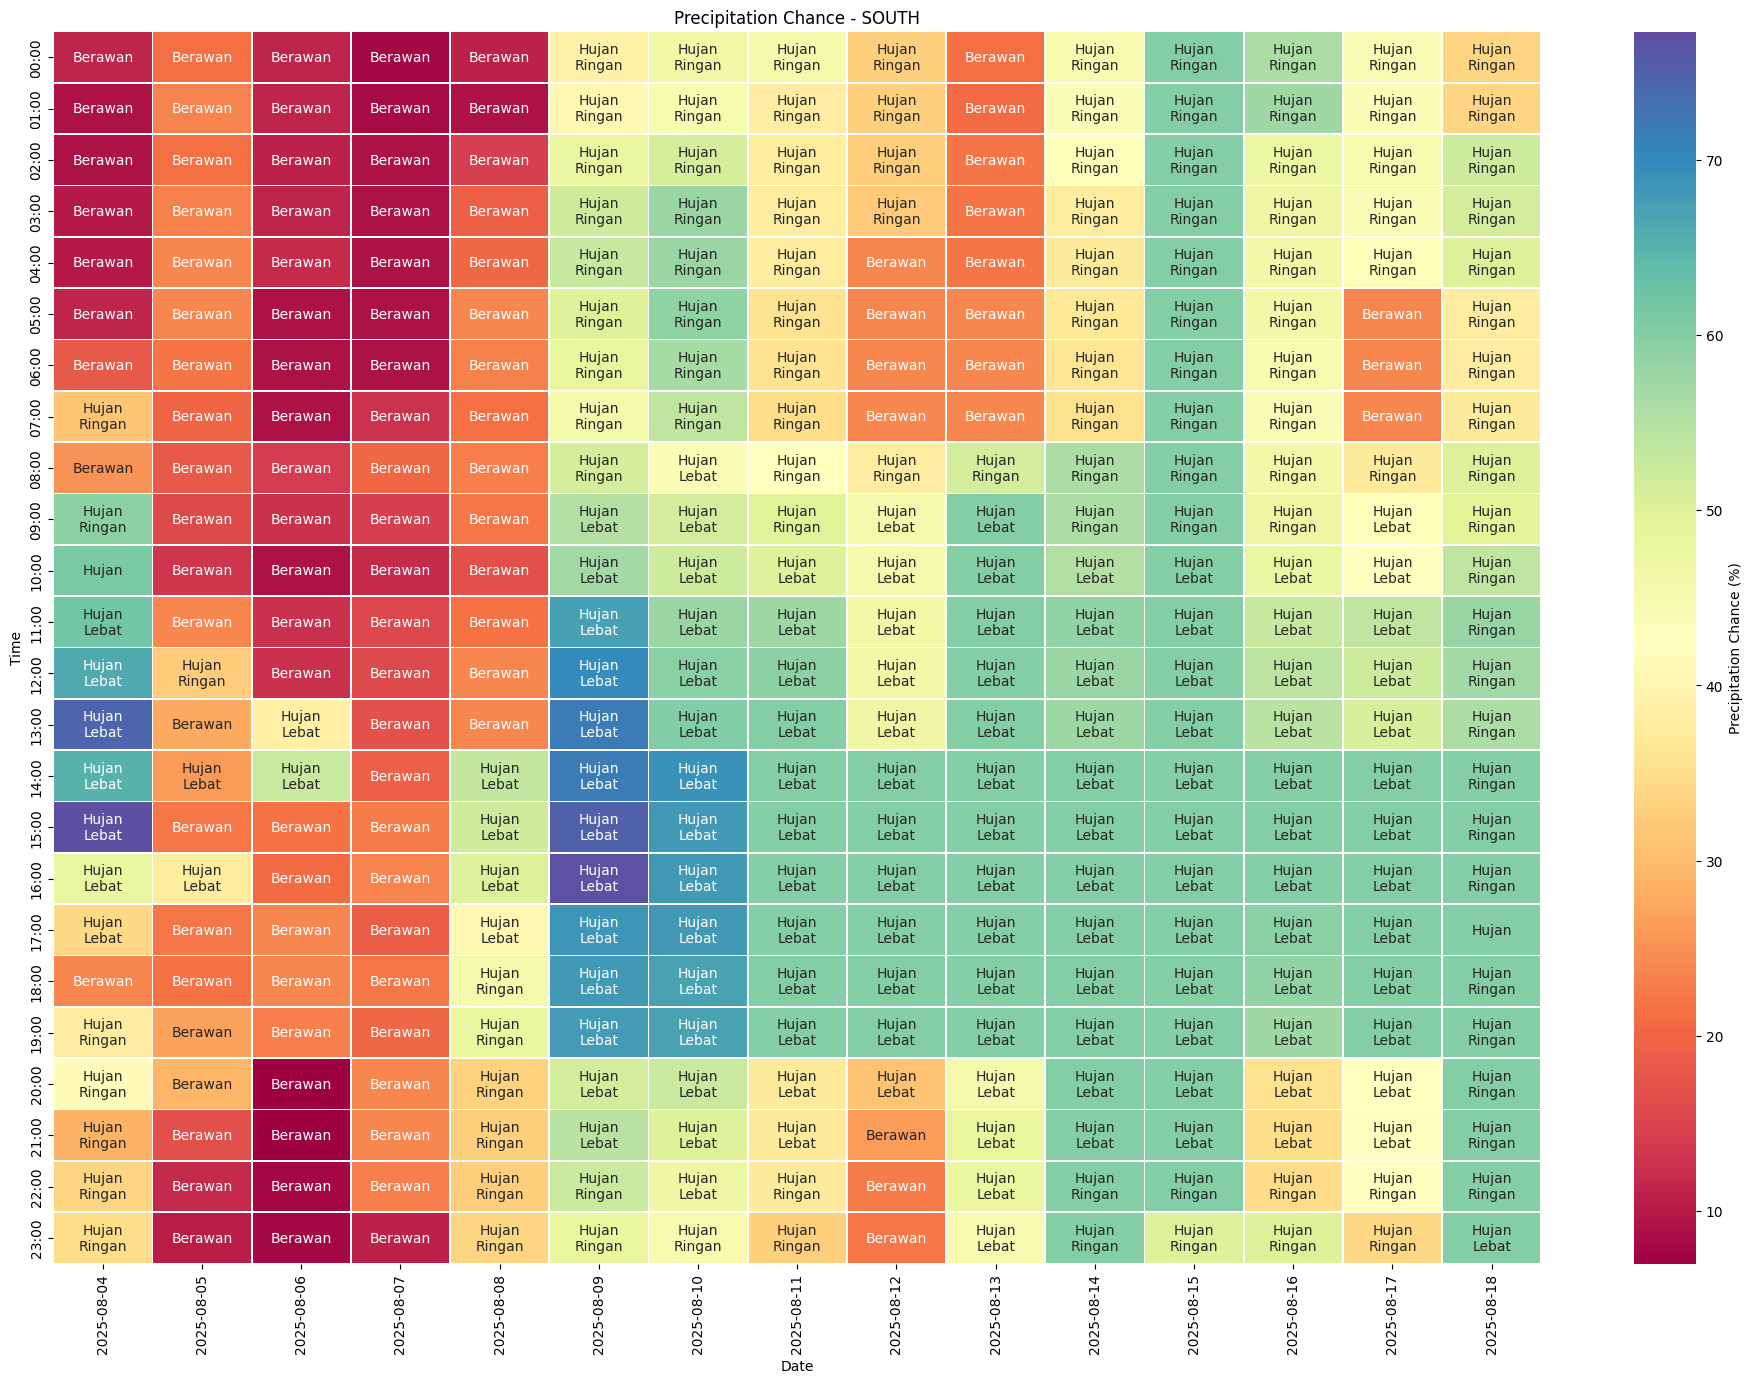 Precipitation Chance - SOUTH
00:00 Berawan Berawan Berawan Berawan Berawan Hujan Ringan Hujan Ringan Hujan Ringan Hujan Ringan Berawan Hujan Ringan Hujan Ringan Hujan Ringan Hujan Ringan Hujan Ringan
01:00 Berawan Berawan Berawan Berawan Berawan Hujan Ringan Hujan Ringan Hujan Ringan Hujan Ringan Berawan Hujan Ringan Hujan Ringan Hujan Ringan Hujan Ringan Hujan Ringan
02:00 Berawan Berawan Berawan Berawan Berawan Hujan Ringan Hujan Ringan Hujan Ringan Hujan Ringan Berawan Hujan Ringan Hujan Ringan Hujan Ringan Hujan Ringan Hujan Ringan
03:00 Berawan Berawan Berawan Berawan Berawan Hujan Ringan Hujan Ringan Hujan Ringan Hujan Ringan Berawan Hujan Ringan Hujan Ringan Hujan Ringan Hujan Ringan Hujan Ringan
04:00 Berawan Berawan Berawan Berawan Berawan Hujan Ringan Hujan Ringan Hujan Ringan Berawan Berawan Hujan Ringan Hujan Ringan Hujan Ringan Hujan Ringan Hujan Ringan
05:00 Berawan Berawan Berawan Berawan Berawan Hujan Ringan Hujan Ringan Hujan Ringan Berawan Berawan Hujan Ringan Hujan Ringan Hujan Ringan Berawan Hujan Ringan
06:00 Berawan Berawan Berawan Berawan Berawan Hujan Ringan Hujan Ringan Hujan Ringan Berawan Berawan Hujan Ringan Hujan Ringan Hujan Ringan Berawan Hujan Ringan
07:00 Hujan Ringan Berawan Berawan Berawan Berawan Hujan Ringan Hujan Ringan Hujan Ringan Berawan Berawan Hujan Ringan Hujan Ringan Hujan Ringan Berawan Hujan Ringan
08:00 Berawan Berawan Berawan Berawan Berawan Hujan Ringan Hujan Lebat Hujan Ringan Hujan Ringan Hujan Ringan Hujan Ringan Hujan Ringan Hujan Ringan Hujan Ringan Hujan Ringan
09:00 Hujan Ringan Berawan Berawan Berawan Berawan Hujan Lebat Hujan Lebat Hujan Ringan Hujan Lebat Hujan Lebat Hujan Ringan Hujan Ringan Hujan Ringan Hujan Lebat Hujan Ringan
10:00 Hujan Berawan Berawan Berawan Berawan Hujan Lebat Hujan Lebat Hujan Lebat Hujan Lebat Hujan Lebat Hujan Lebat Hujan Lebat Hujan Lebat Hujan Lebat Hujan Ringan
11:00 Hujan Lebat Berawan Berawan Berawan Berawan Hujan Lebat Hujan Lebat Hujan Lebat Hujan Lebat Hujan Lebat Hujan Lebat Hujan Lebat Hujan Lebat Hujan Lebat Hujan Ringan
12:00 Hujan Lebat Hujan Ringan Berawan Berawan Berawan Hujan Lebat Hujan Lebat Hujan Lebat Hujan Lebat Hujan Lebat Hujan Lebat Hujan Lebat Hujan Lebat Hujan Lebat Hujan Ringan
13:00 Hujan Lebat Berawan Hujan Lebat Berawan Berawan Hujan Lebat Hujan Lebat Hujan Lebat Hujan Lebat Hujan Lebat Hujan Lebat Hujan Lebat Hujan Lebat Hujan Lebat Hujan Ringan
14:00 Hujan Lebat Hujan Lebat Hujan Lebat Berawan Hujan Lebat Hujan Lebat Hujan Lebat Hujan Lebat Hujan Lebat Hujan Lebat Hujan Lebat Hujan Lebat Hujan Lebat Hujan Lebat Hujan Ringan
15:00 Hujan Lebat Berawan Berawan Berawan Hujan Lebat Hujan Lebat Hujan Lebat Hujan Lebat Hujan Lebat Hujan Lebat Hujan Lebat Hujan Lebat Hujan Lebat Hujan Lebat Hujan Ringan
16:00 Hujan Lebat Hujan Lebat Berawan Berawan Hujan Lebat Hujan Lebat Hujan Lebat Hujan Lebat Hujan Lebat Hujan Lebat Hujan Lebat Hujan Lebat Hujan Lebat Hujan Lebat Hujan Ringan
17:00 Hujan Lebat Berawan Berawan Berawan Hujan Lebat Hujan Lebat Hujan Lebat Hujan Lebat Hujan Lebat Hujan Lebat Hujan Lebat Hujan Lebat Hujan Lebat Hujan Lebat Hujan
18:00 Berawan Berawan Berawan Berawan Hujan Ringan Hujan Lebat Hujan Lebat Hujan Lebat Hujan Lebat Hujan Lebat Hujan Lebat Hujan Lebat Hujan Lebat Hujan Lebat Hujan Ringan
19:00 Hujan Ringan Berawan Berawan Berawan Hujan Ringan Hujan Lebat Hujan Lebat Hujan Lebat Hujan Lebat Hujan Lebat Hujan Lebat Hujan Lebat Hujan Lebat Hujan Lebat Hujan Ringan
20:00 Hujan Ringan Berawan Berawan Berawan Hujan Ringan Hujan Lebat Hujan Lebat Hujan Lebat Hujan Lebat Hujan Lebat Hujan Lebat Hujan Lebat Hujan Lebat Hujan Lebat Hujan Ringan
21:00 Hujan Ringan Berawan Berawan Berawan Hujan Ringan Hujan Lebat Hujan Lebat Hujan Lebat Berawan Hujan Lebat Hujan Lebat Hujan Lebat Hujan Lebat Hujan Lebat Hujan Ringan
22:00 Hujan Ringan Berawan Berawan Berawan Hujan Ringan Hujan Ringan Hujan Lebat Hujan Ringan Berawan Hujan Lebat Hujan Ringan Hujan Ringan Hujan Ringan Hujan Ringan Hujan Ringan
23:00 Hujan Ringan Berawan Berawan Berawan Hujan Ringan Hujan Ringan Hujan Ringan Hujan Ringan Berawan Hujan Lebat Hujan Ringan Hujan Ringan Hujan Ringan Hujan Ringan Hujan Lebat
Time
2025-08-04 2025-08-05 2025-08-06 2025-08-07 2025-08-08 2025-08-09 2025-08-10 2025-08-11 2025-08-12 2025-08-13 2025-08-14 2025-08-15 2025-08-16 2025-08-17 2025-08-18
Date
70
60
50
40
30
20
10
Precipitation Chance (%)